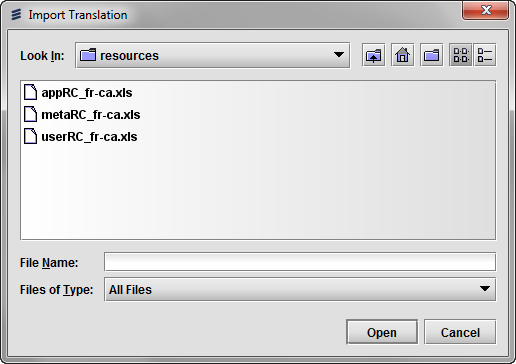 Import Translation
Look In: resources
appRC_fr-ca.xls
metaRC_fr-ca.xls
userRC_fr-ca.xls
File Name:
Files of Type: All Files
Open Cancel